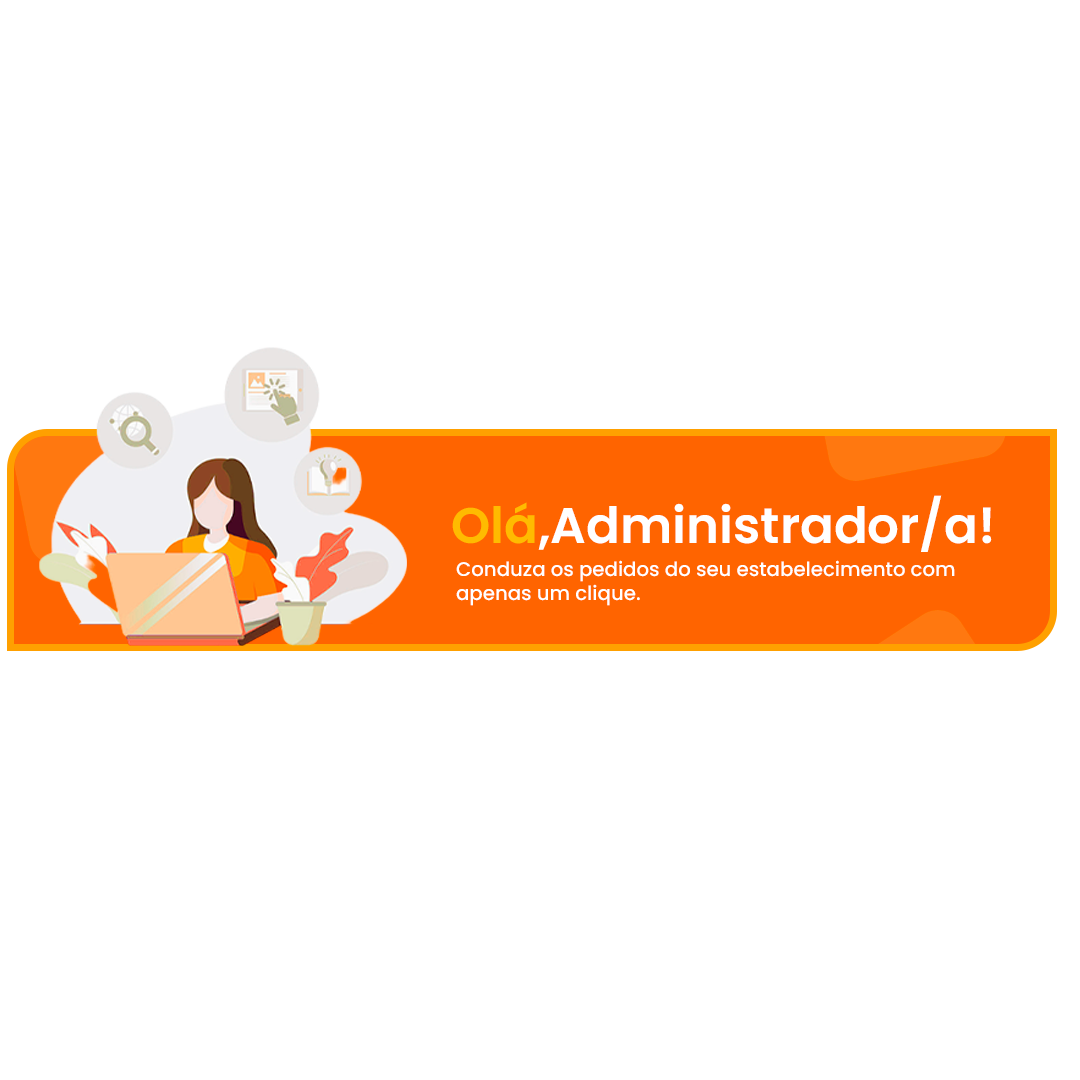 Olá,Administrador/a!
Conduza os pedidos do seu estabelecimento com
apenas um clique.